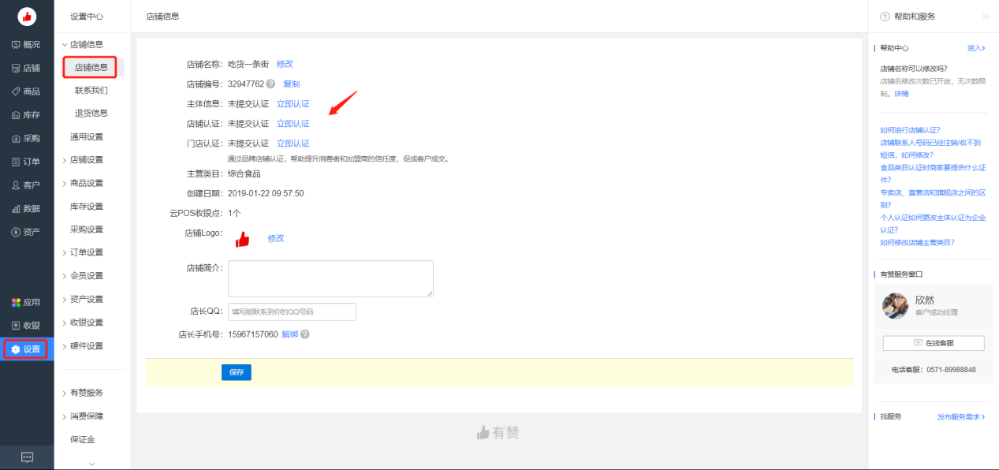 概况
店铺
商品
库存
采购
订单
客户
数据
资产
应用
收银
设置
设置中心
店铺信息
店铺信息
联系我们
退货信息
通用设置
店铺设置
商品设置
库存设置
采购设置
订单设置
会员设置
资产设置
收银设置
硬件设置
有赞服务
消费保障
保证金
店铺信息
店铺名称: 吃货一条街 修改
店铺编号: 32947762 ? 复制
主体信息: 未提交认证 立即认证
店铺认证: 未提交认证 立即认证
门店认证: 未提交认证 立即认证
通过品牌店铺认证，帮助提升消费者和加盟商的信任度，促成客户成交。
主营类目: 综合食品
创建日期: 2019-01-22 09:57:50
云POS收银点: 1个
店铺Logo: 修改
店铺简介:
店长QQ: 填写能联系到你的QQ号码
店长手机号: 15967157060 解绑 ?
保存
有赞
? 帮助和服务
帮助中心 进入
店铺名称可以修改吗?
店铺名修改次数已开放，无次数限
制。详情
如何进行店铺认证?
店铺联系人号码已经注销/收不到
短信，如何修改?
食品类目认证时商家要提供什么证
件?
专卖店、直营店和旗舰店之间的区
别?
个人认证如何更改主体认证为企业
认证?
如何修改店铺主营类目?
有赞服务窗口
欣然
客户成功经理
在线客服
电话客服: 0571-89988848
找服务 发布服务需求